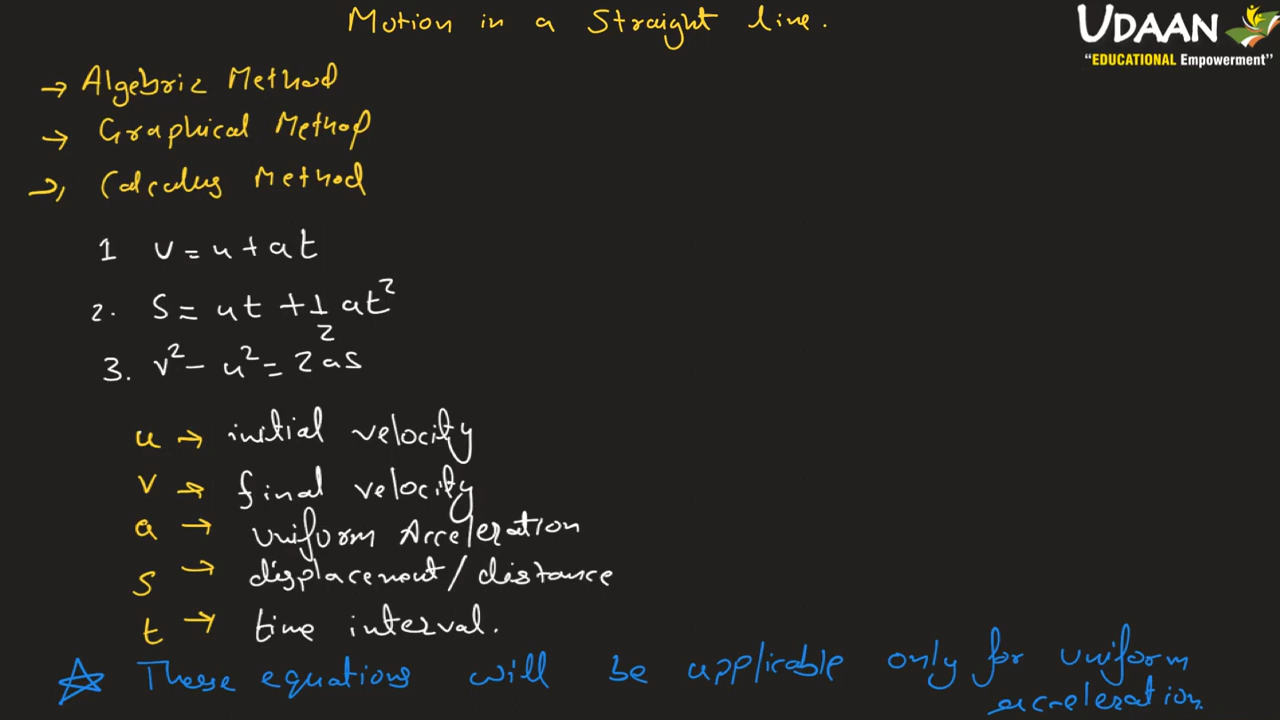 Motion in a Straight line.
UDAAN
"EDUCATIONAL Empowerment"
→ Algebric Method
→ Graphical Method
→, Calculus Method
1 v = u + at
2. S = ut + 1/2 at²
3. v² - u² = 2as
u → initial velocity
v → final velocity
a → uniform Acceleration
s → displacement/distance
t → time interval.
☆ These equations will be applicable only for uniform
acceleration.